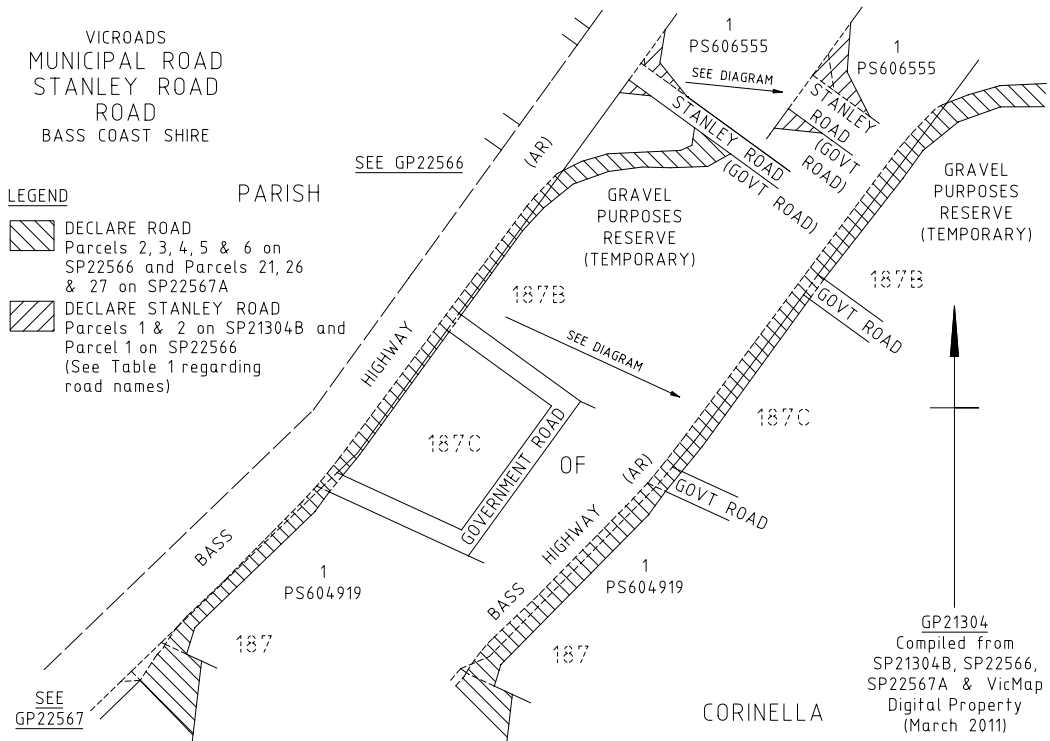 VICROADS
MUNICIPAL ROAD
STANLEY ROAD
ROAD
BASS COAST SHIRE
LEGEND
DECLARE ROAD
Parcels 2, 3, 4, 5 & 6 on
SP22566 and Parcels 21, 26
& 27 on SP22567A
DECLARE STANLEY ROAD
Parcels 1 & 2 on SP21304B and
Parcel 1 on SP22566
(See Table 1 regarding
road names)
PARISH
SEE GP22566
1
PS606555
SEE DIAGRAM
1
PS606555
STANLEY ROAD
(GOVT ROAD)
STANLEY
ROAD
(GOVT
ROAD)
(AR)
GRAVEL
PURPOSES
RESERVE
(TEMPORARY)
GRAVEL
PURPOSES
RESERVE
(TEMPORARY)
187B
187B
GOVT ROAD
SEE DIAGRAM
HIGHWAY
187C
187C
GOVERNMENT ROAD
OF
(AR)
GOVT ROAD
BASS
HIGHWAY
BASS
1
PS604919
1
PS604919
187
187
SEE
GP22567
CORINELLA
GP21304
Compiled from
SP21304B, SP22566,
SP22567A & VicMap
Digital Property
(March 2011)